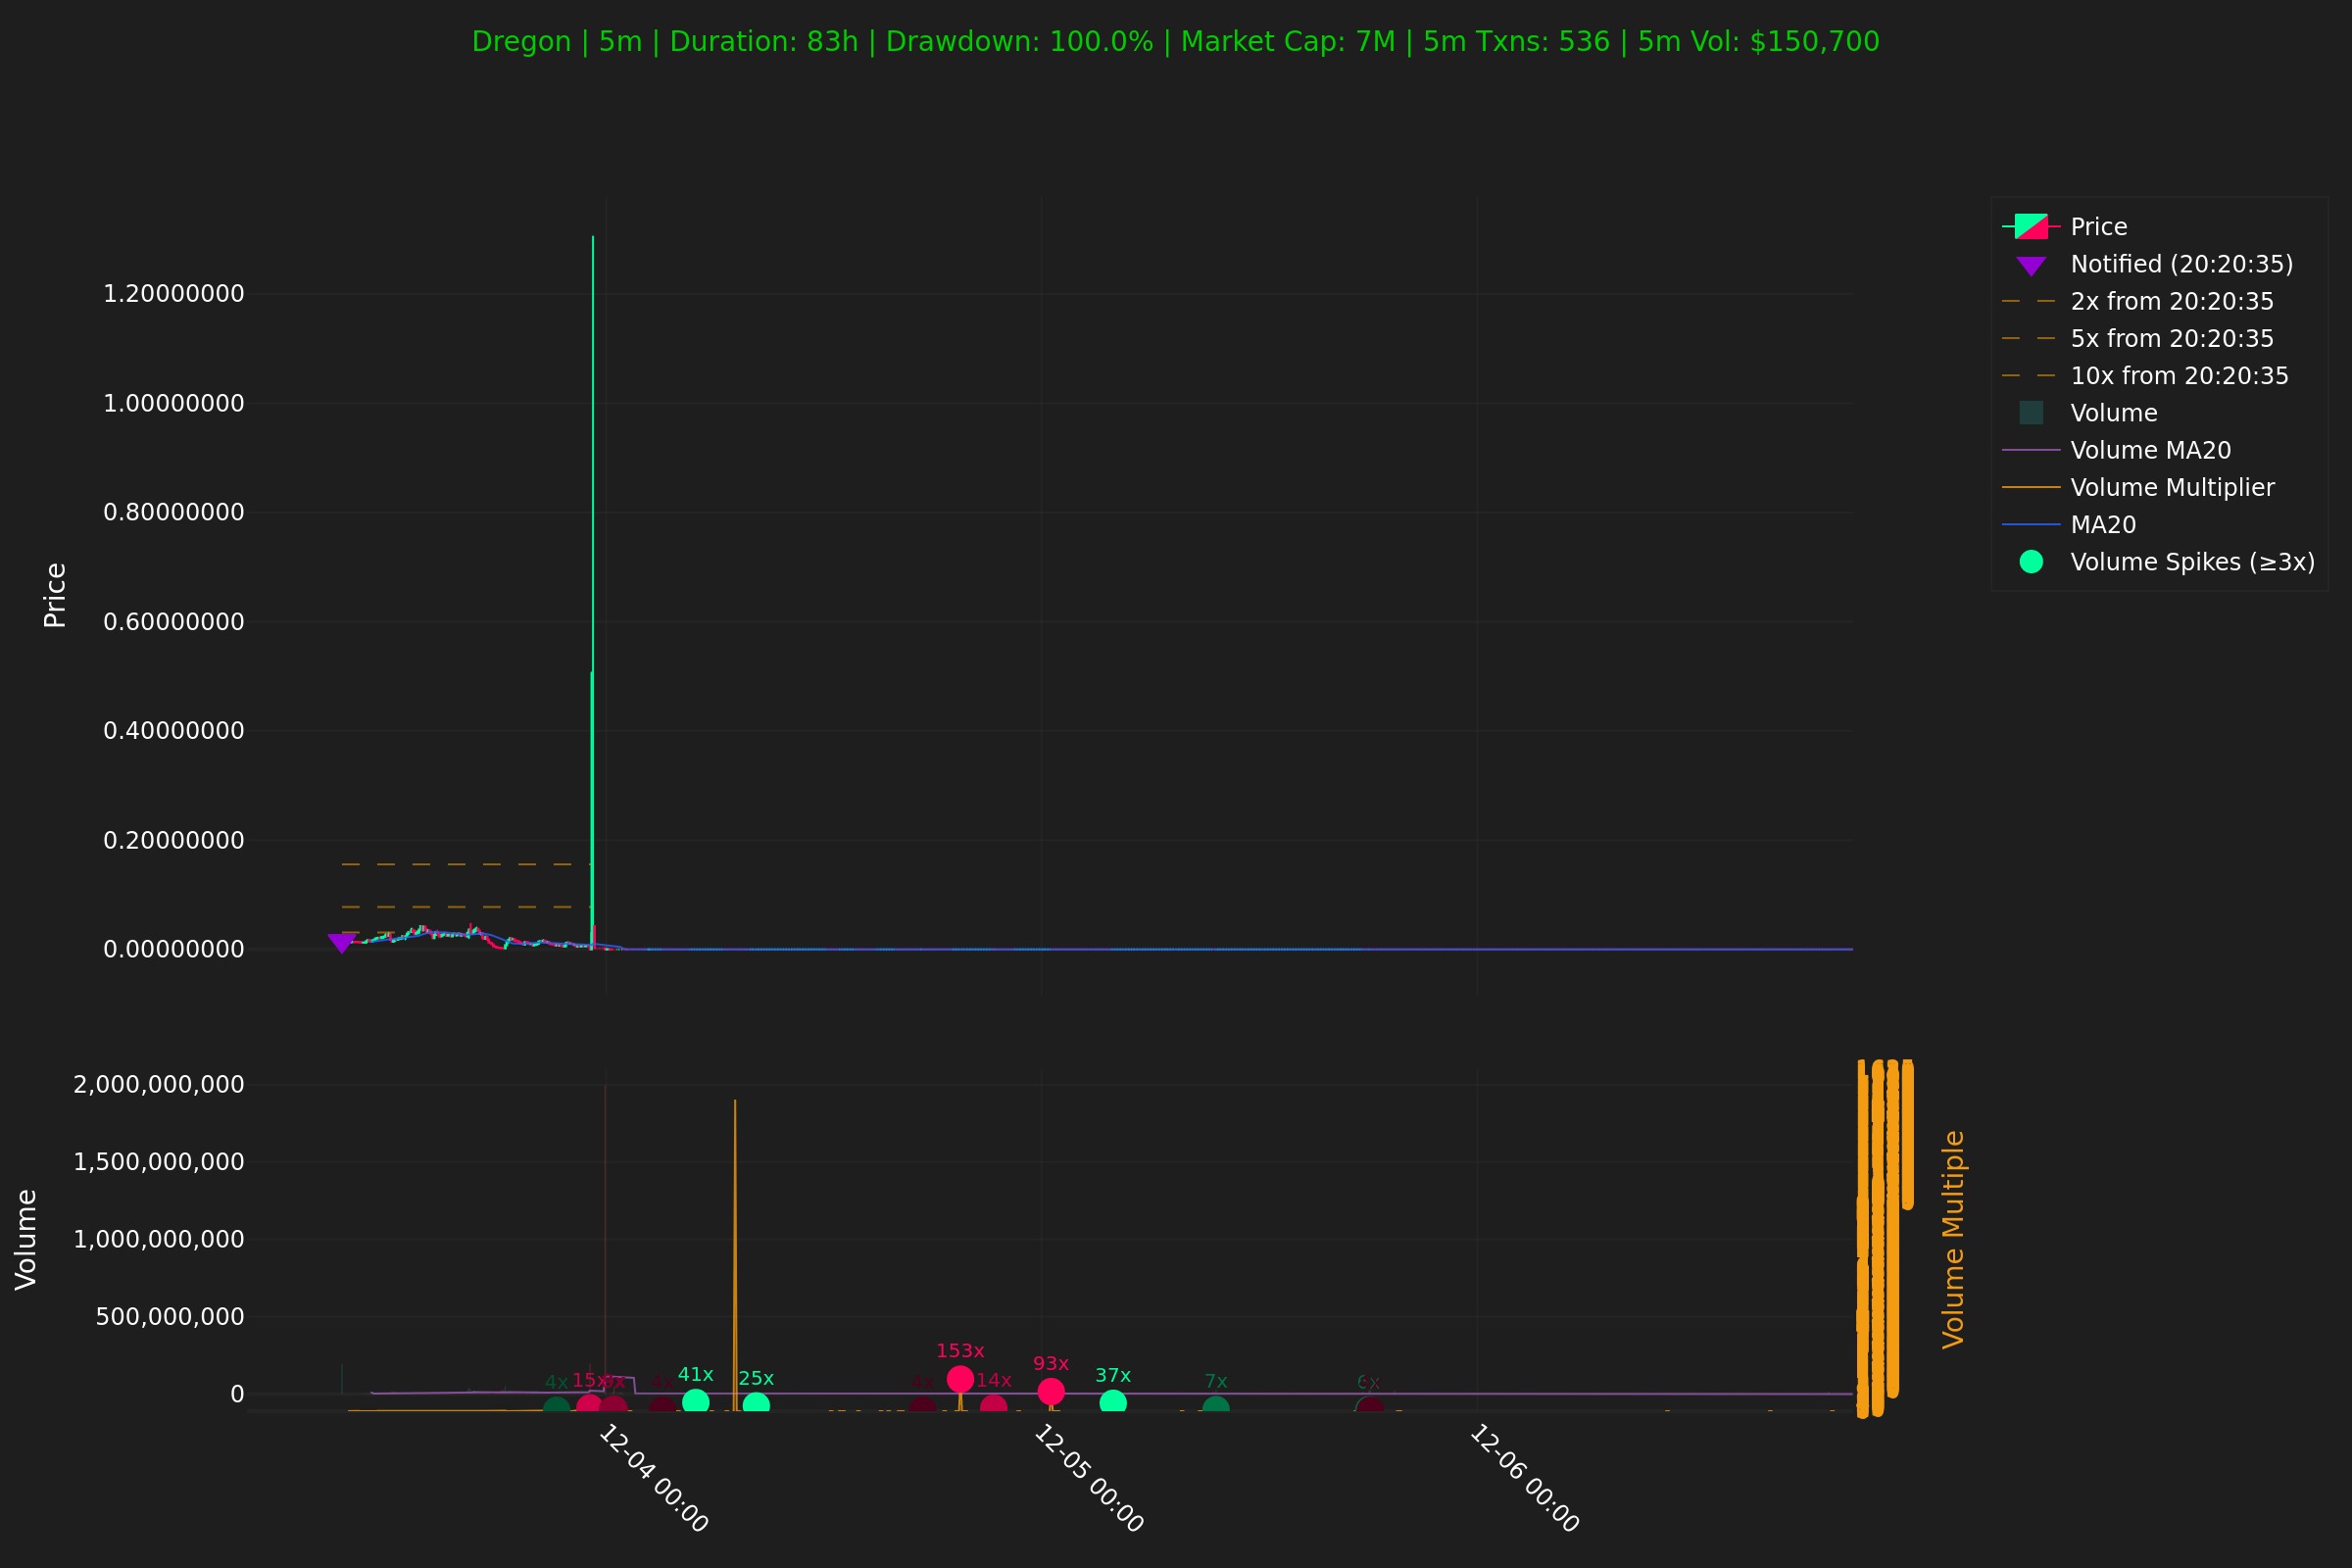 Dregon | 5m | Duration: 83h | Drawdown: 100.0% | Market Cap: 7M | 5m Txns: 536 | 5m Vol: $150,700
Price
1.20000000
1.00000000
0.80000000
0.60000000
0.40000000
0.20000000
0.00000000
Price
Notified (20:20:35)
2x from 20:20:35
5x from 20:20:35
10x from 20:20:35
Volume
Volume MA20
Volume Multiplier
MA20
Volume Spikes (≥3x)
Volume
2,000,000,000
1,500,000,000
1,000,000,000
500,000,000
0
4x
15x
4x
41x
25x
4x
153x
14x
93x
37x
7x
Volume Multiple
12-04 00:00
12-05 00:00
12-06 00:00